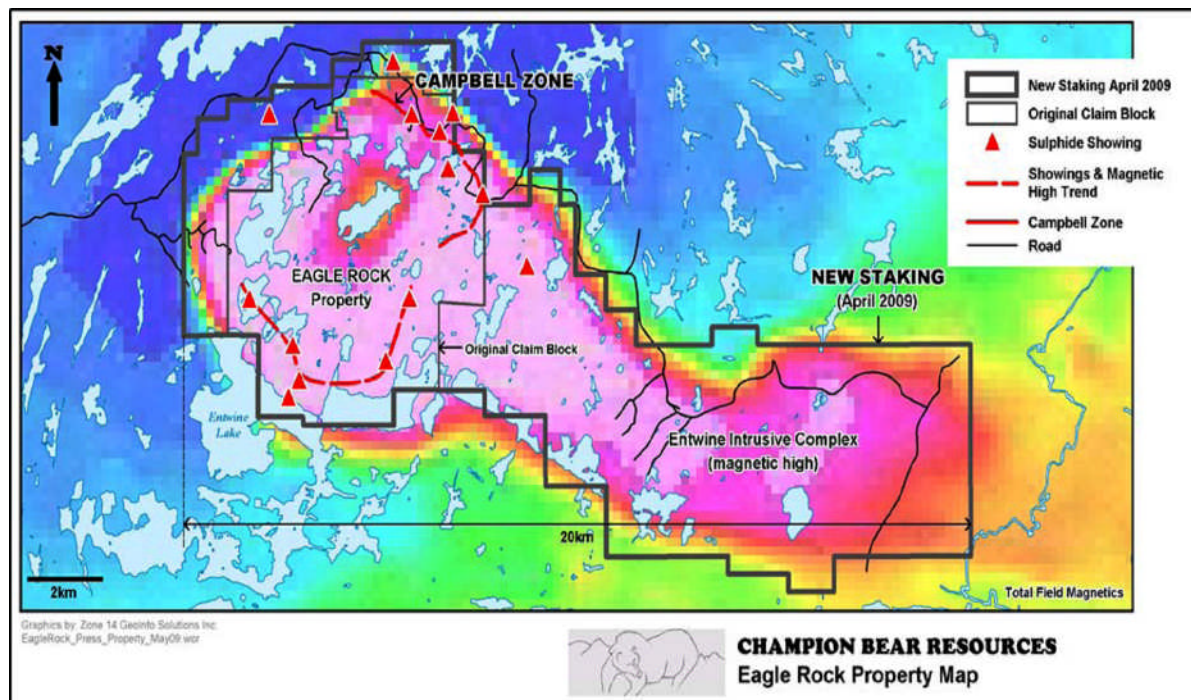 N
CAMPBELL ZONE
New Staking April 2009
Original Claim Block
Sulphide Showing
Showings & Magnetic
High Trend
Campbell Zone
Road
EAGLE ROCK
Property
NEW STAKING
(April 2009)
Original Claim Block
Entwine
Lake
Entwine Intrusive Complex
(magnetic high)
20km
2km
Total Field Magnetics
Graphics by: Zone 14 GeoInfo Solutions Inc.
EagleRock_Press_Property_May09.wor
CHAMPION BEAR RESOURCES
Eagle Rock Property Map